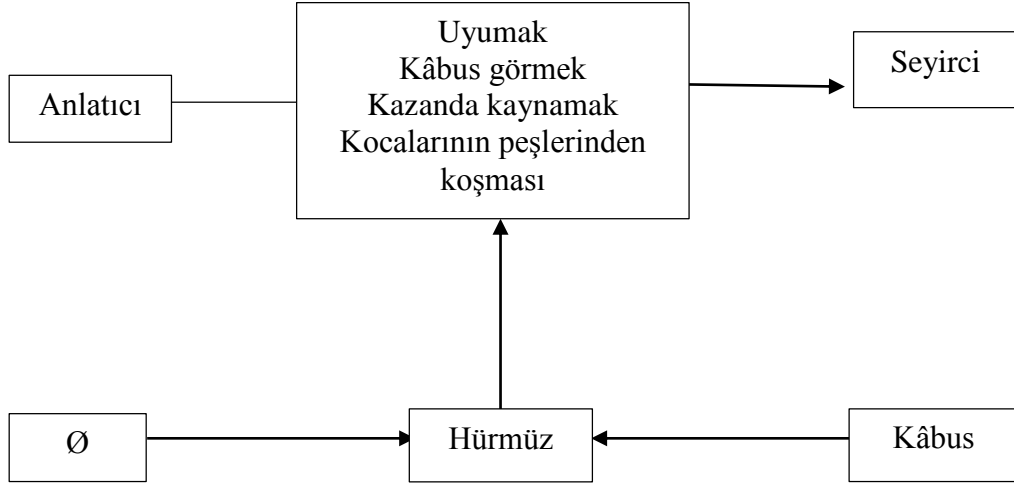 Anlatıcı
Uyumak
Kâbus görmek
Kazanda kaynamak
Kocalarının peşlerinden
koşması
Seyirci
Ø
Hürmüz
Kâbus